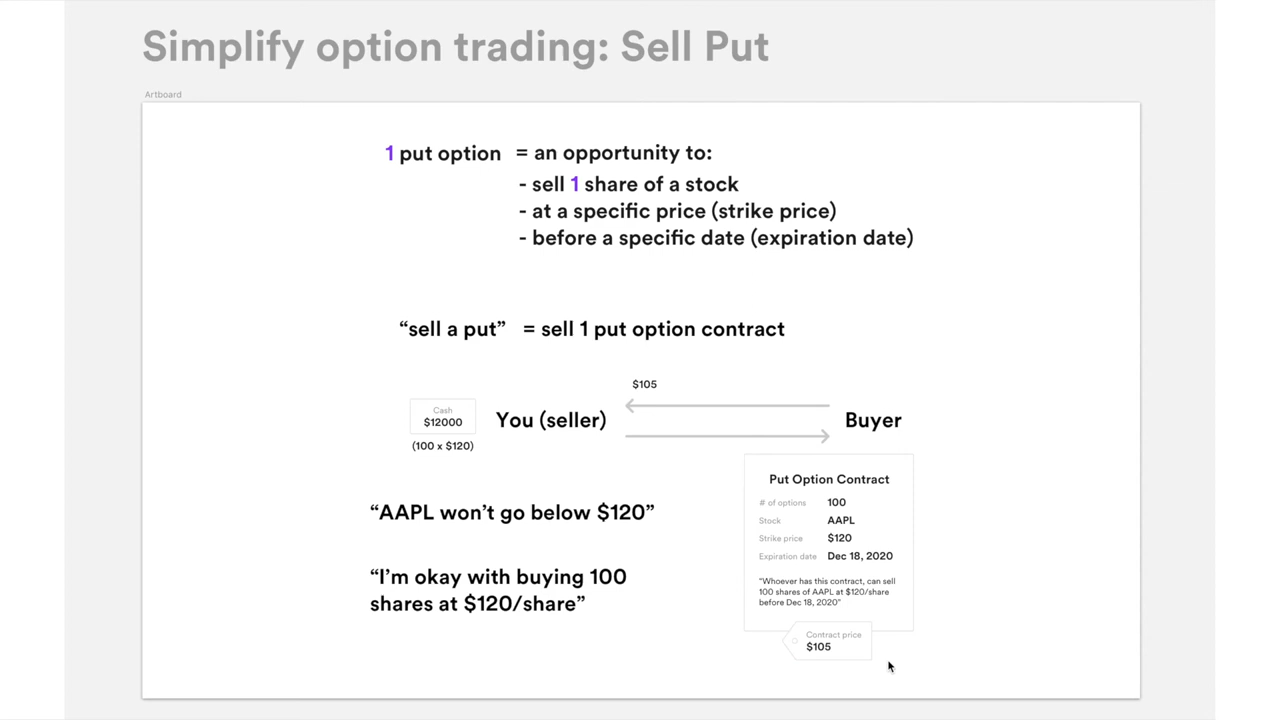 Simplify option trading: Sell Put
Artboard
1 put option = an opportunity to:
- sell 1 share of a stock
- at a specific price (strike price)
- before a specific date (expiration date)
“sell a put” = sell 1 put option contract
$105
Cash
$12000
(100 x $120)
You (seller)
Buyer
“AAPL won’t go below $120”
“I’m okay with buying 100
shares at $120/share”
Put Option Contract
# of options 100
Stock AAPL
Strike price $120
Expiration date Dec 18, 2020
"Whoever has this contract, can sell
100 shares of AAPL at $120/share
before Dec 18, 2020"
Contract price
$105